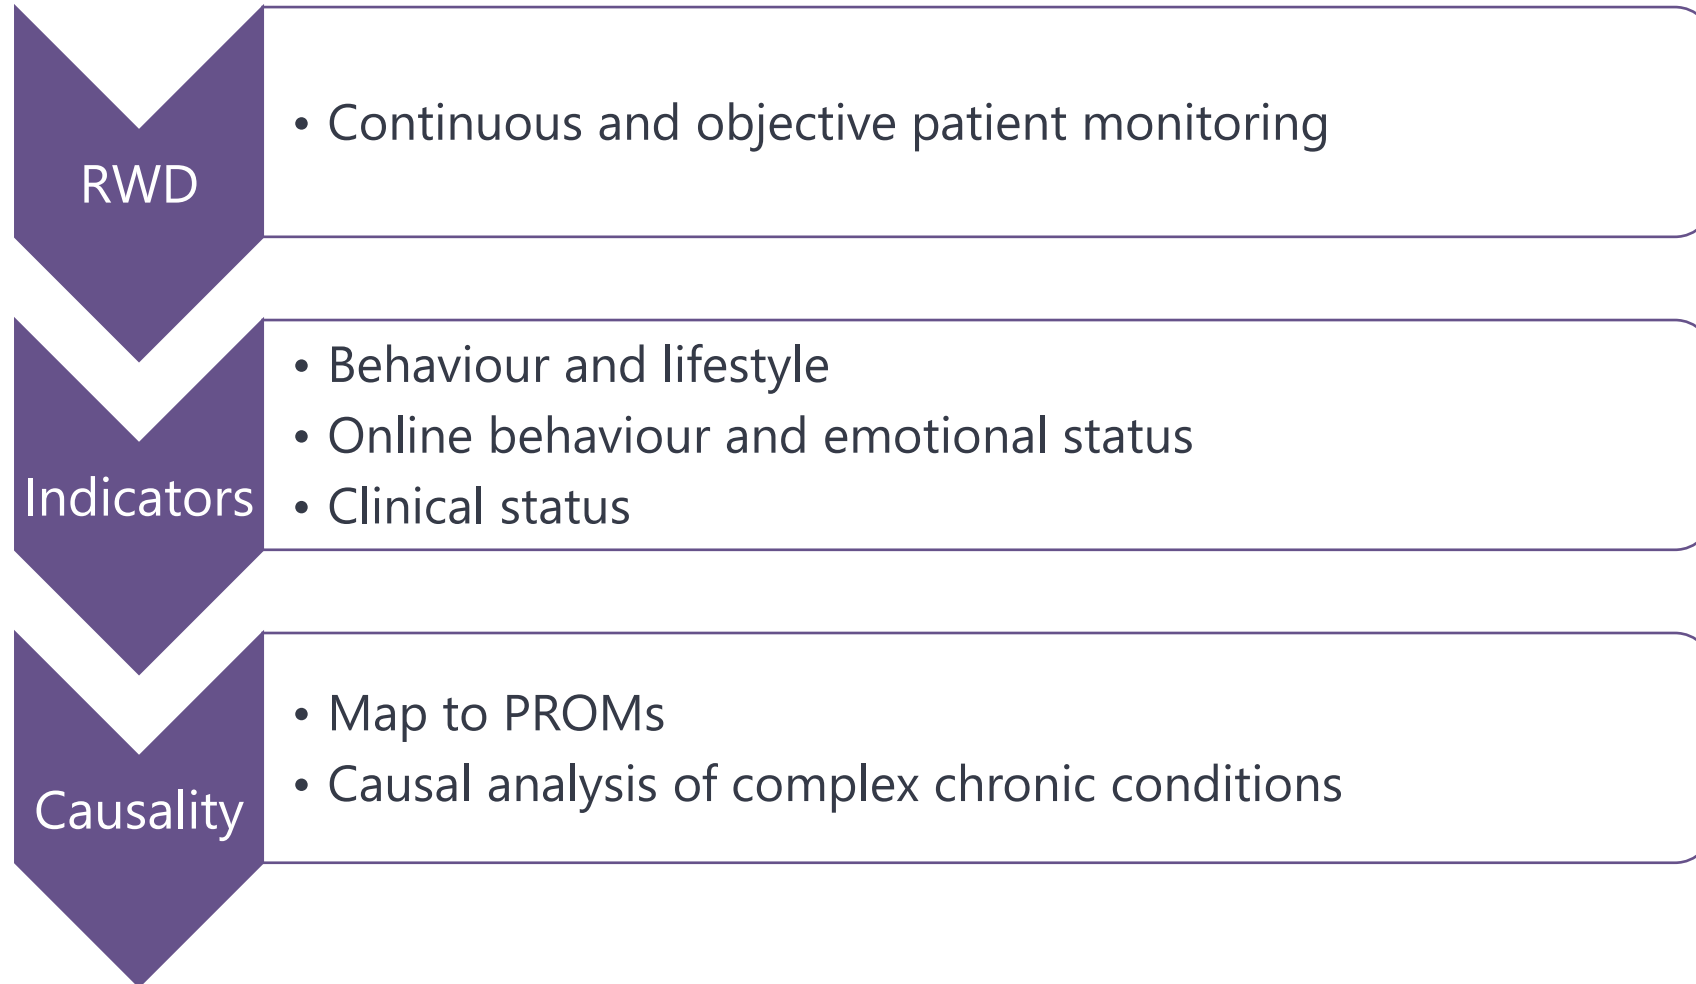 RWD
• Continuous and objective patient monitoring
Indicators
• Behaviour and lifestyle
• Online behaviour and emotional status
• Clinical status
Causality
• Map to PROMs
• Causal analysis of complex chronic conditions